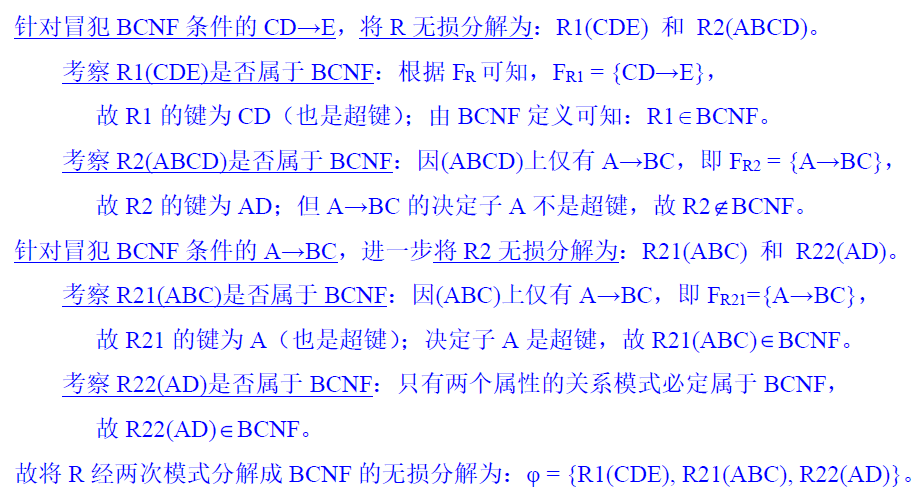 针对冒犯 BCNF 条件的 CD→E，将 R 无损分解为：R1(CDE) 和 R2(ABCD)。
考察 R1(CDE)是否属于 BCNF：根据 FR 可知，FR1 = {CD→E}，
故 R1 的键为 CD（也是超键）；由 BCNF 定义可知：R1∈BCNF。
考察 R2(ABCD)是否属于 BCNF：因(ABCD)上仅有 A→BC，即 FR2 = {A→BC}，
故 R2 的键为 AD；但 A→BC 的决定子 A 不是超键，故 R2∉BCNF。
针对冒犯 BCNF 条件的 A→BC，进一步将 R2 无损分解为：R21(ABC) 和 R22(AD)。
考察 R21(ABC)是否属于 BCNF：因(ABC)上仅有 A→BC，即 FR21={A→BC}，
故 R21 的键为 A（也是超键）；决定子 A 是超键，故 R21(ABC)∈BCNF。
考察 R22(AD)是否属于 BCNF：只有两个属性的关系模式必定属于 BCNF，
故 R22(AD)∈BCNF。
故将 R 经两次模式分解成 BCNF 的无损分解为：φ = {R1(CDE), R21(ABC), R22(AD)}。